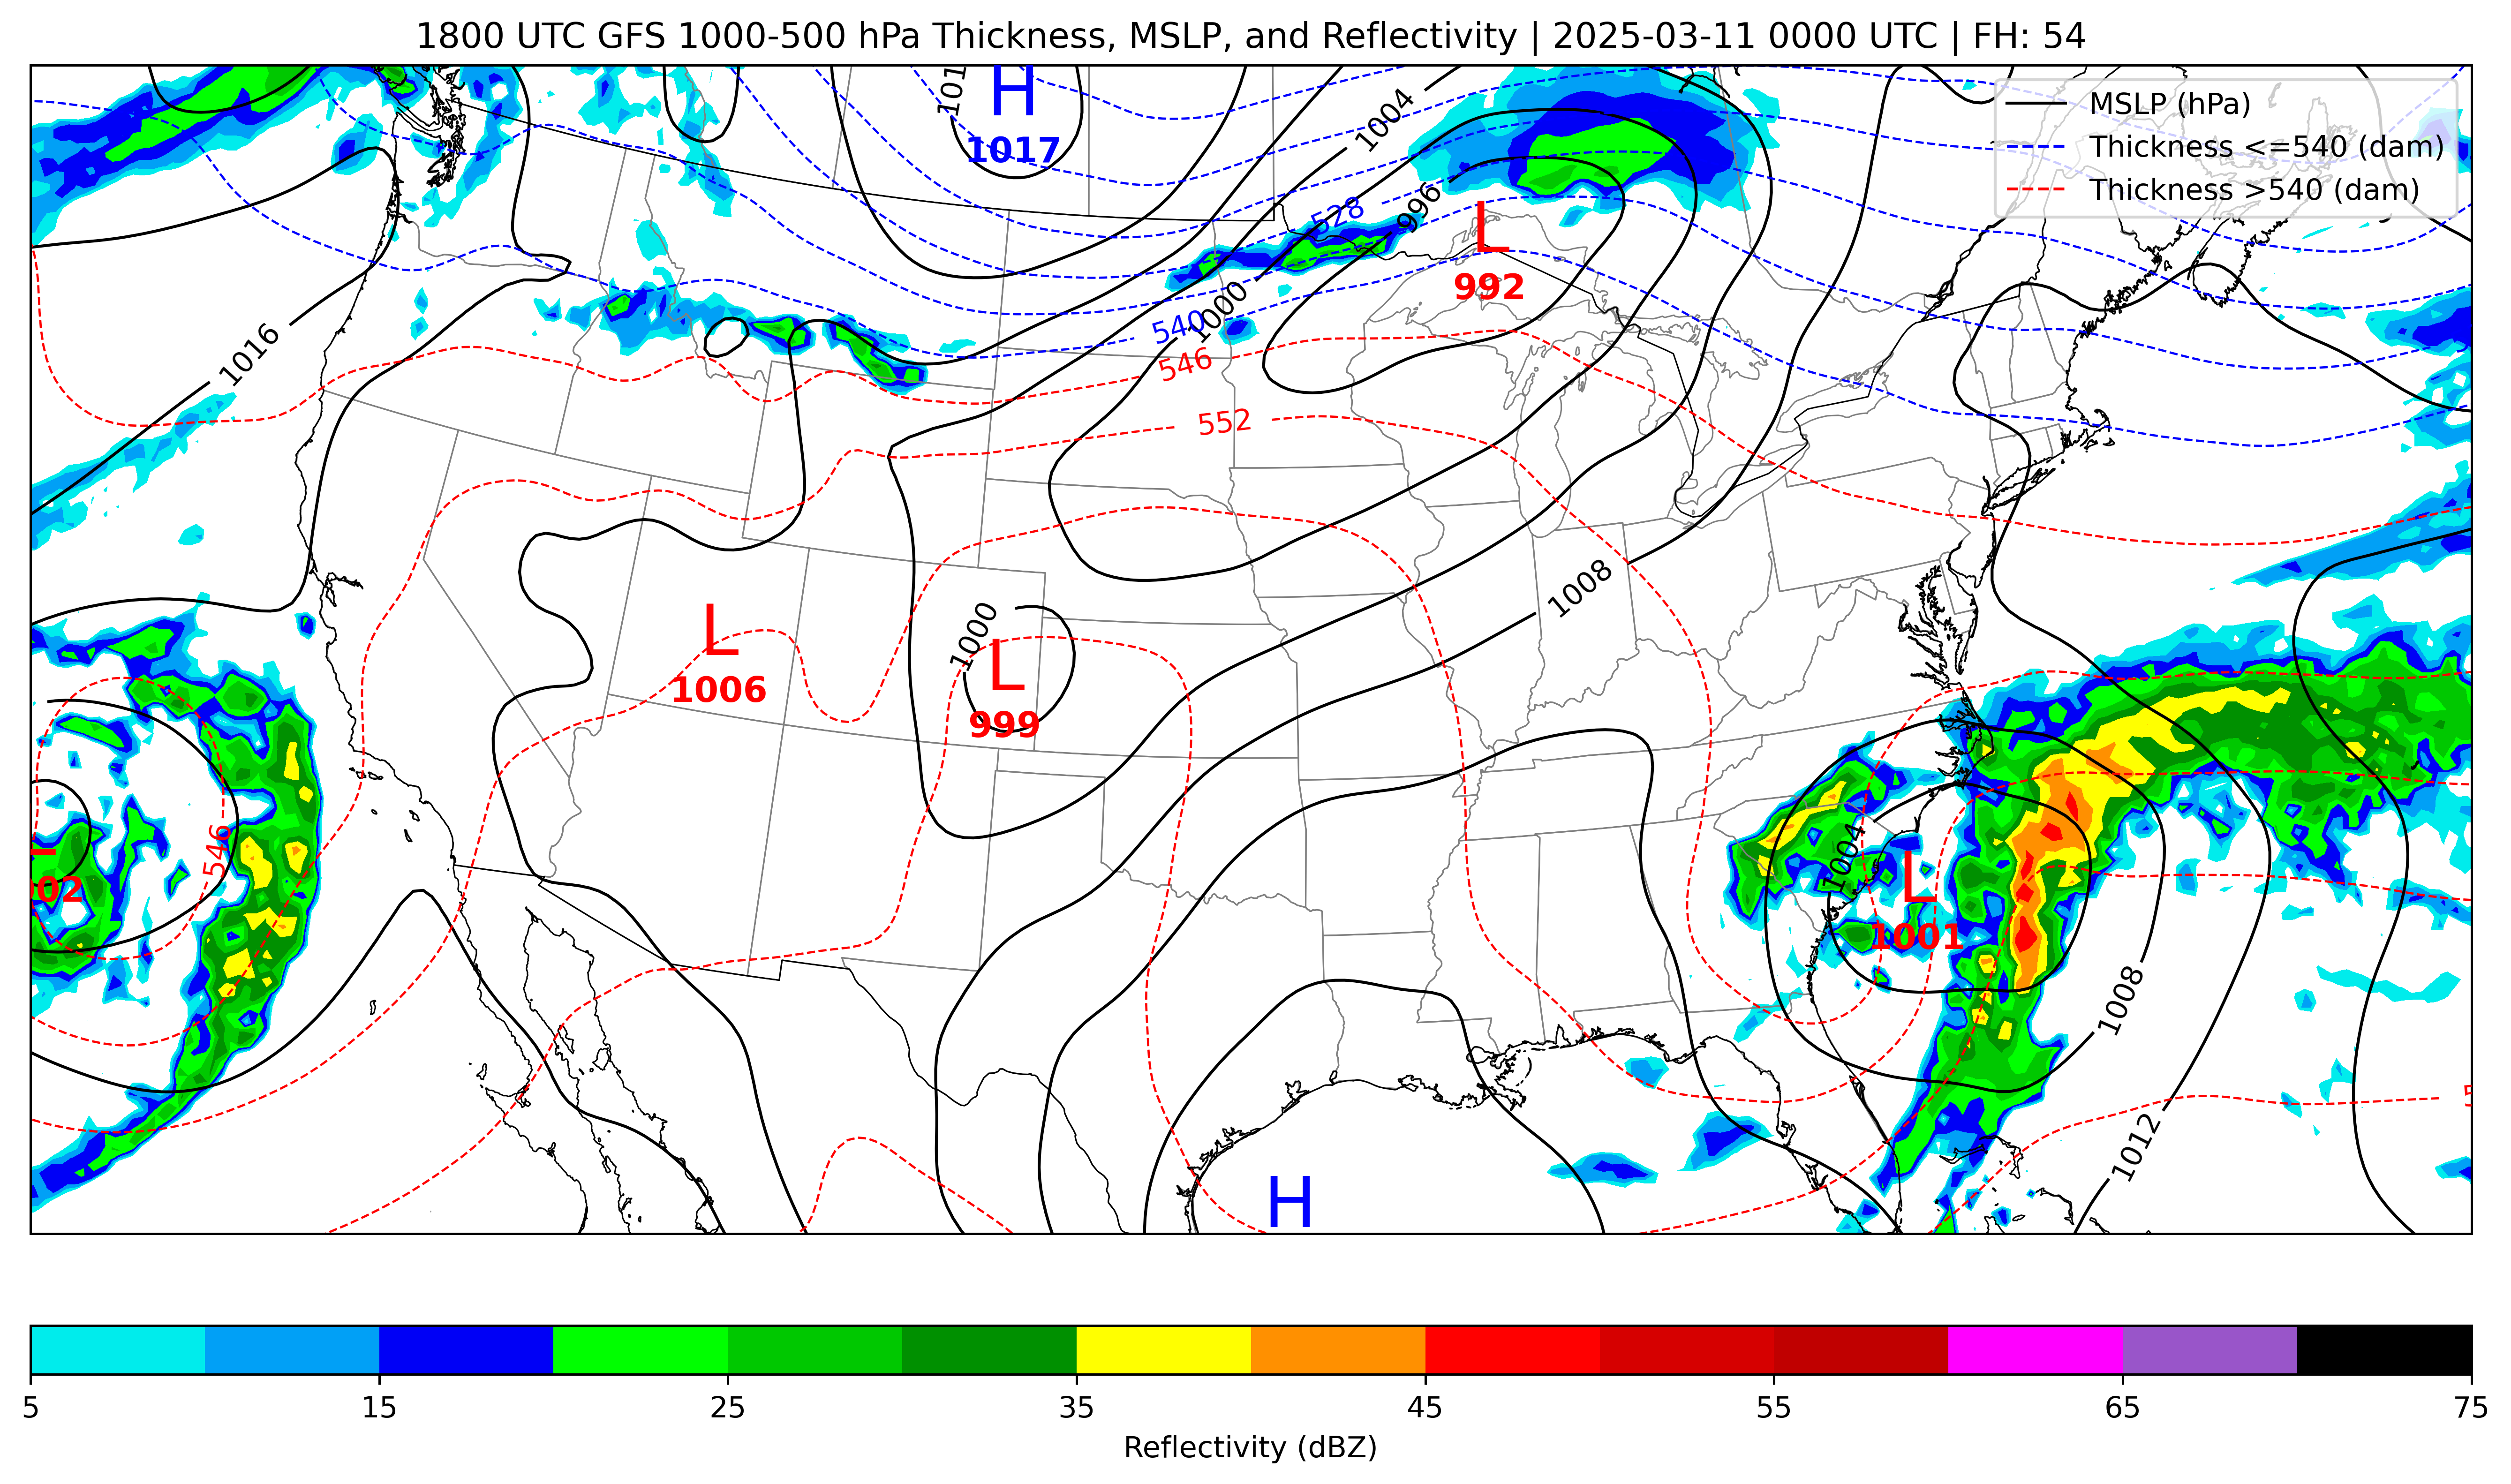 1800 UTC GFS 1000-500 hPa Thickness, MSLP, and Reflectivity | 2025-03-11 0000 UTC | FH: 54
MSLP (hPa)
Thickness <=540 (dam)
Thickness >540 (dam)
H
1017
1004
528
996
L
992
1000
540
546
552
1016
1008
L
1006
1000
L
999
546
02
1004
L
1001
1008
1012
H
5 15 25 35 45 55 65 75
Reflectivity (dBZ)